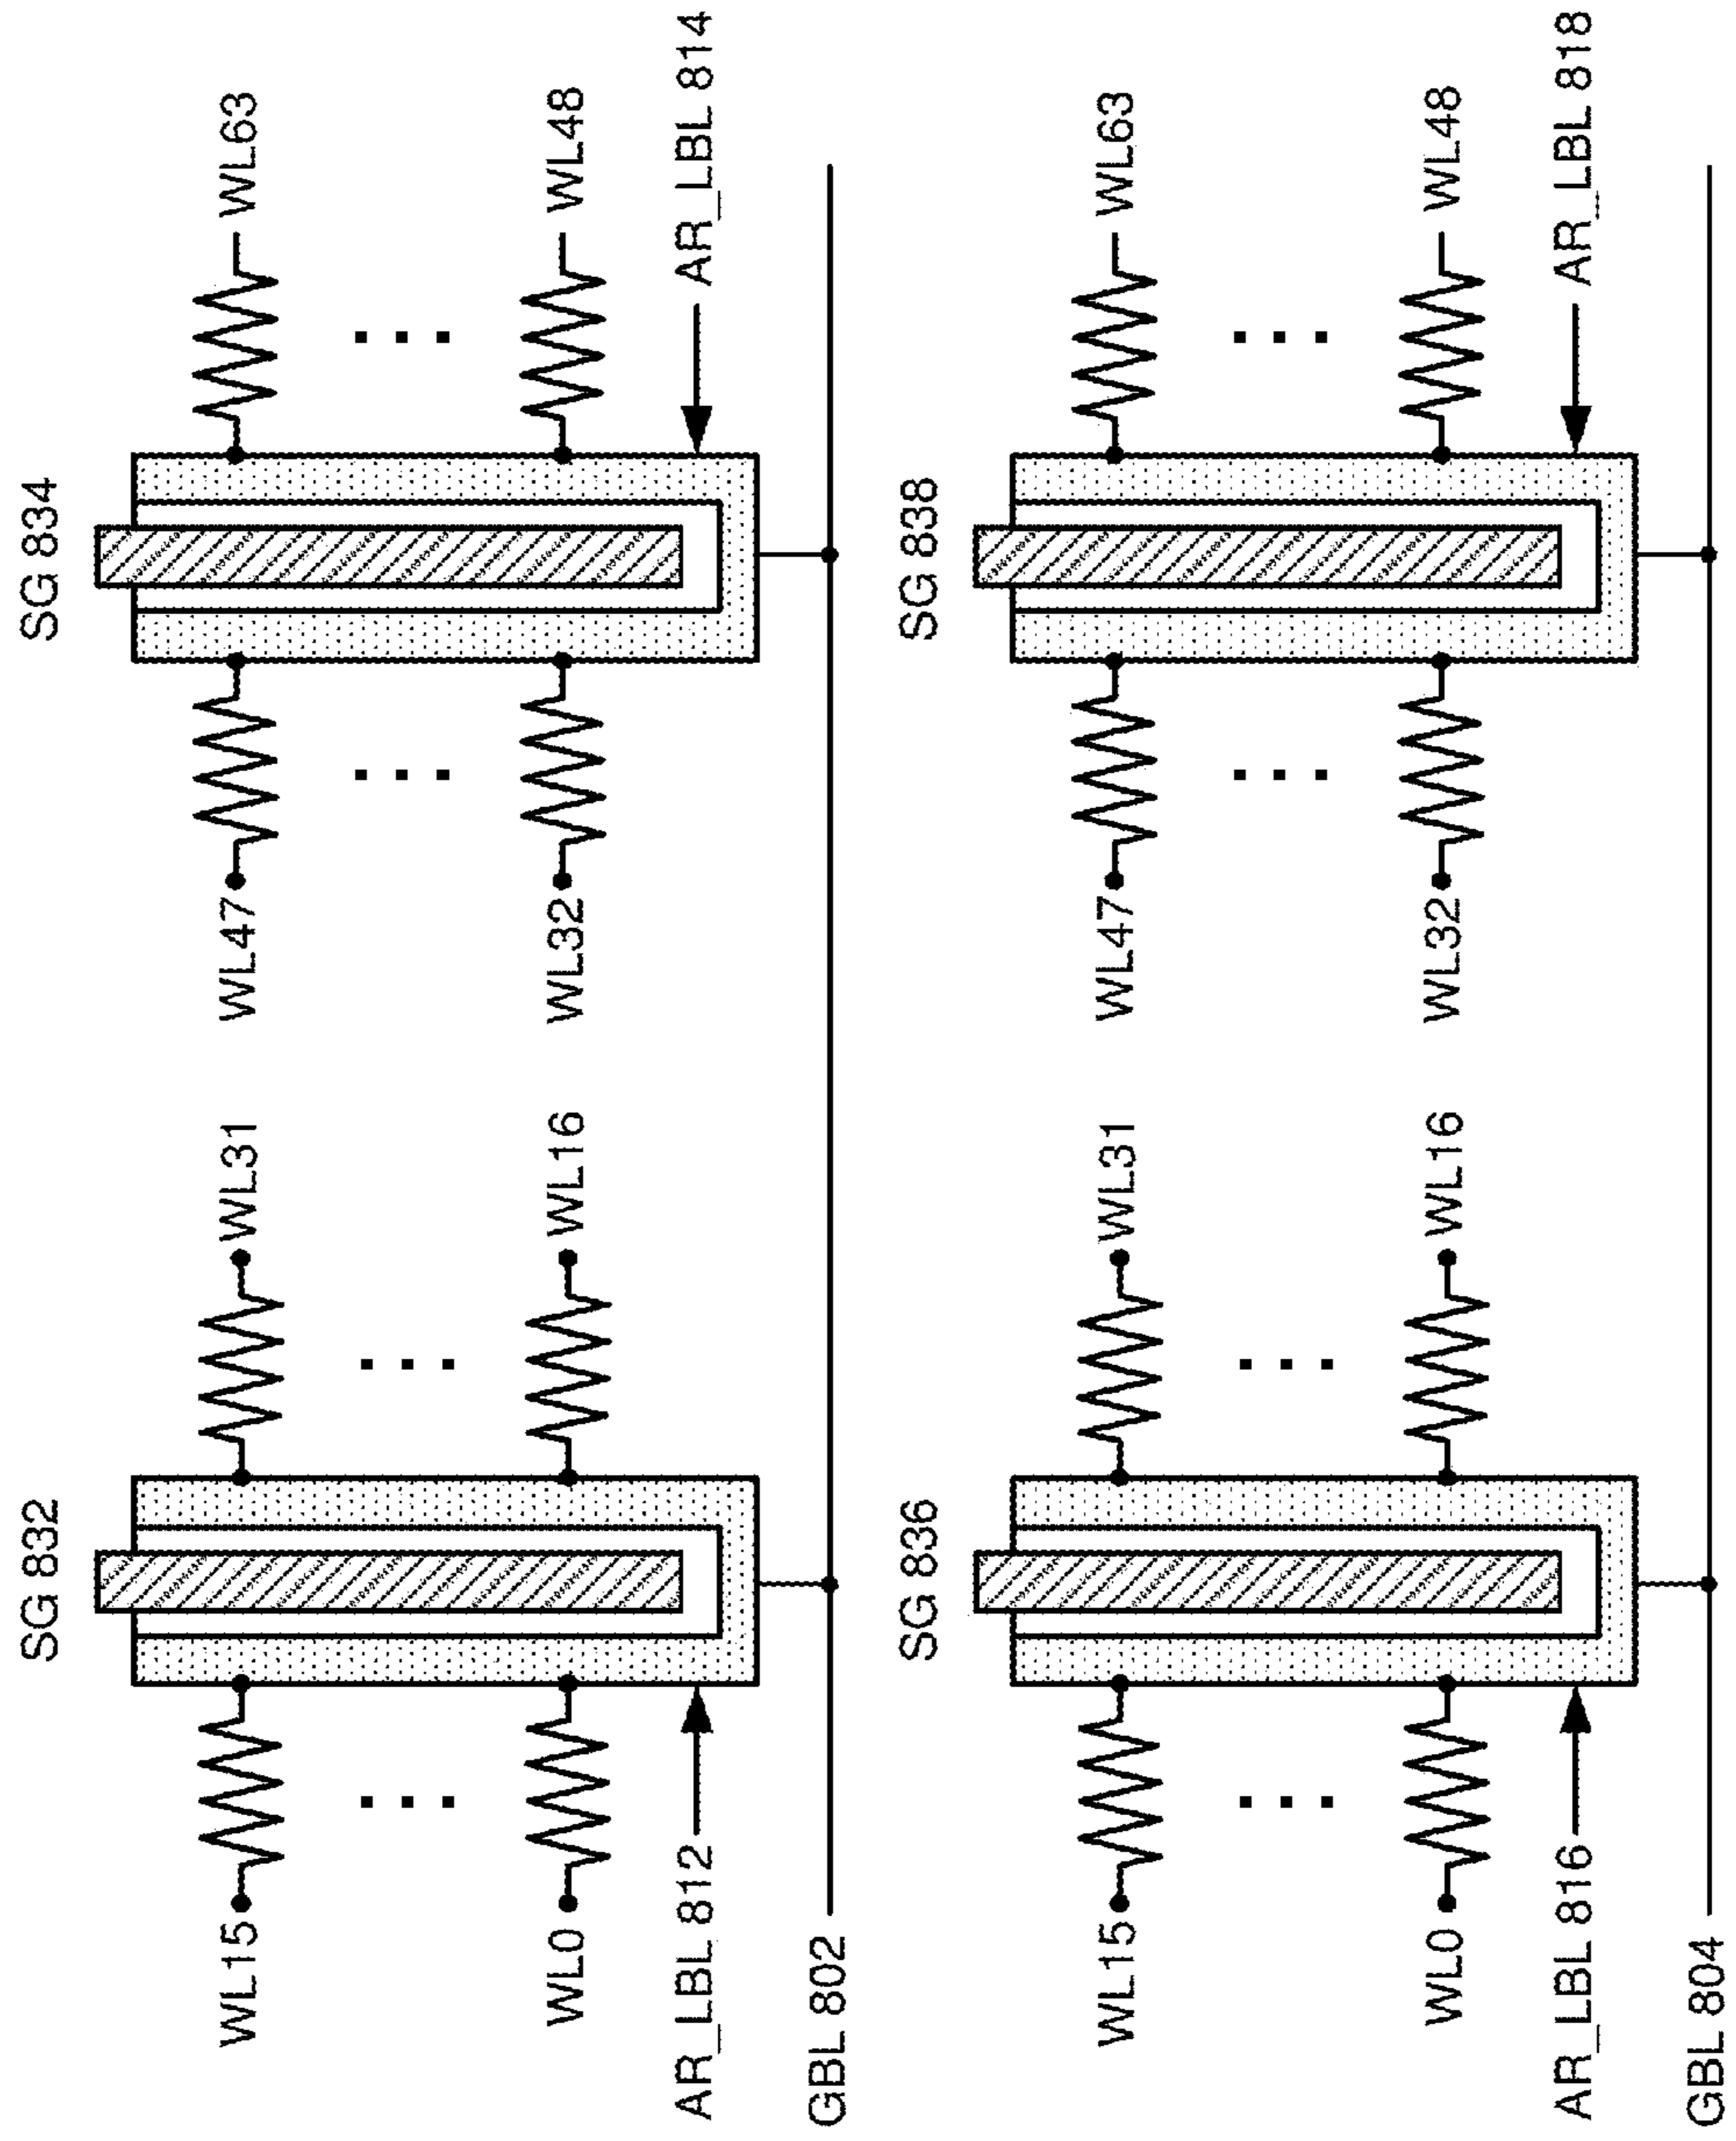 SG 832
SG 834
WL15
WL31
WL47
WL63
WL0
WL16
WL32
WL48
AR_LBL 812
AR_LBL 814
GBL 802
SG 836
SG 838
WL15
WL31
WL47
WL63
WL0
WL16
WL32
WL48
AR_LBL 816
AR_LBL 818
GBL 804